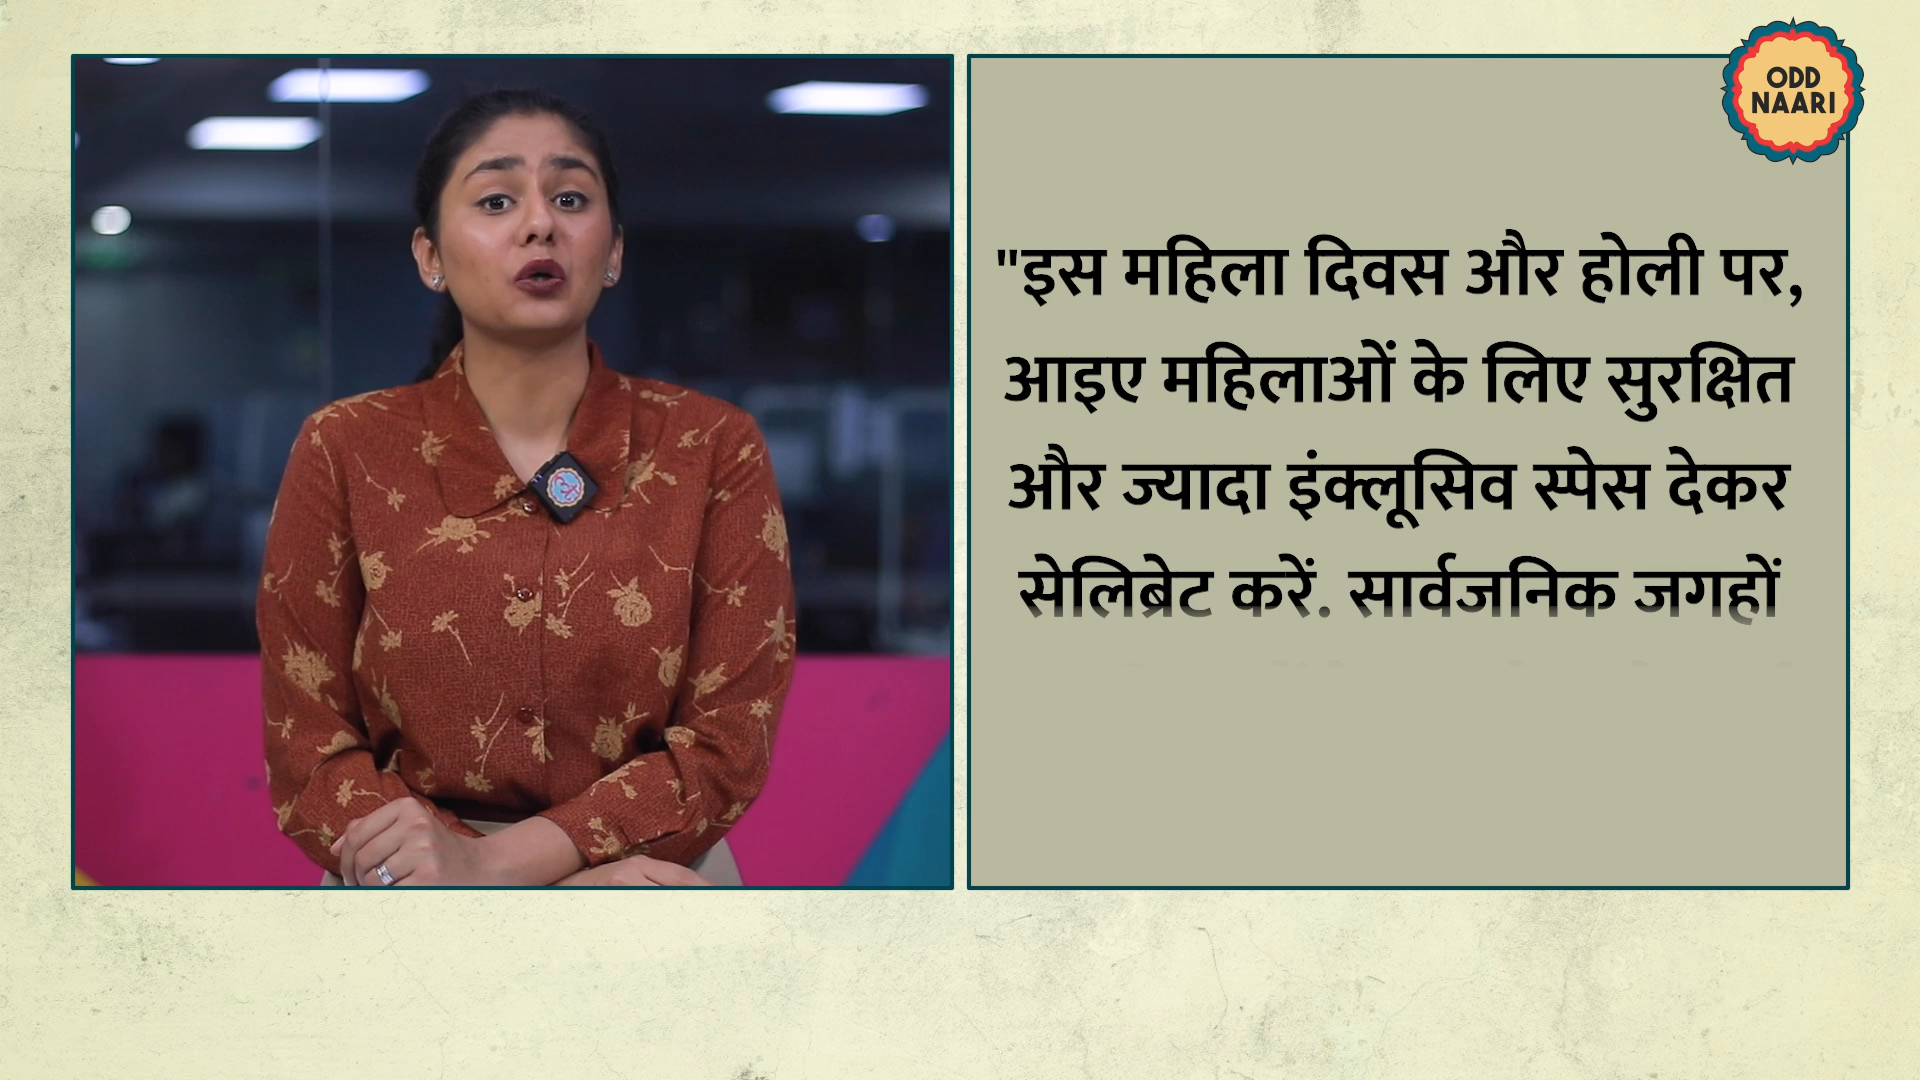 ODD
NAARI
"इस महिला दिवस और होली पर,
आइए महिलाओं के लिए सुरक्षित
और ज्यादा इंक्लूसिव स्पेस देकर
सेलिब्रेट करें. सार्वजनिक जगहों